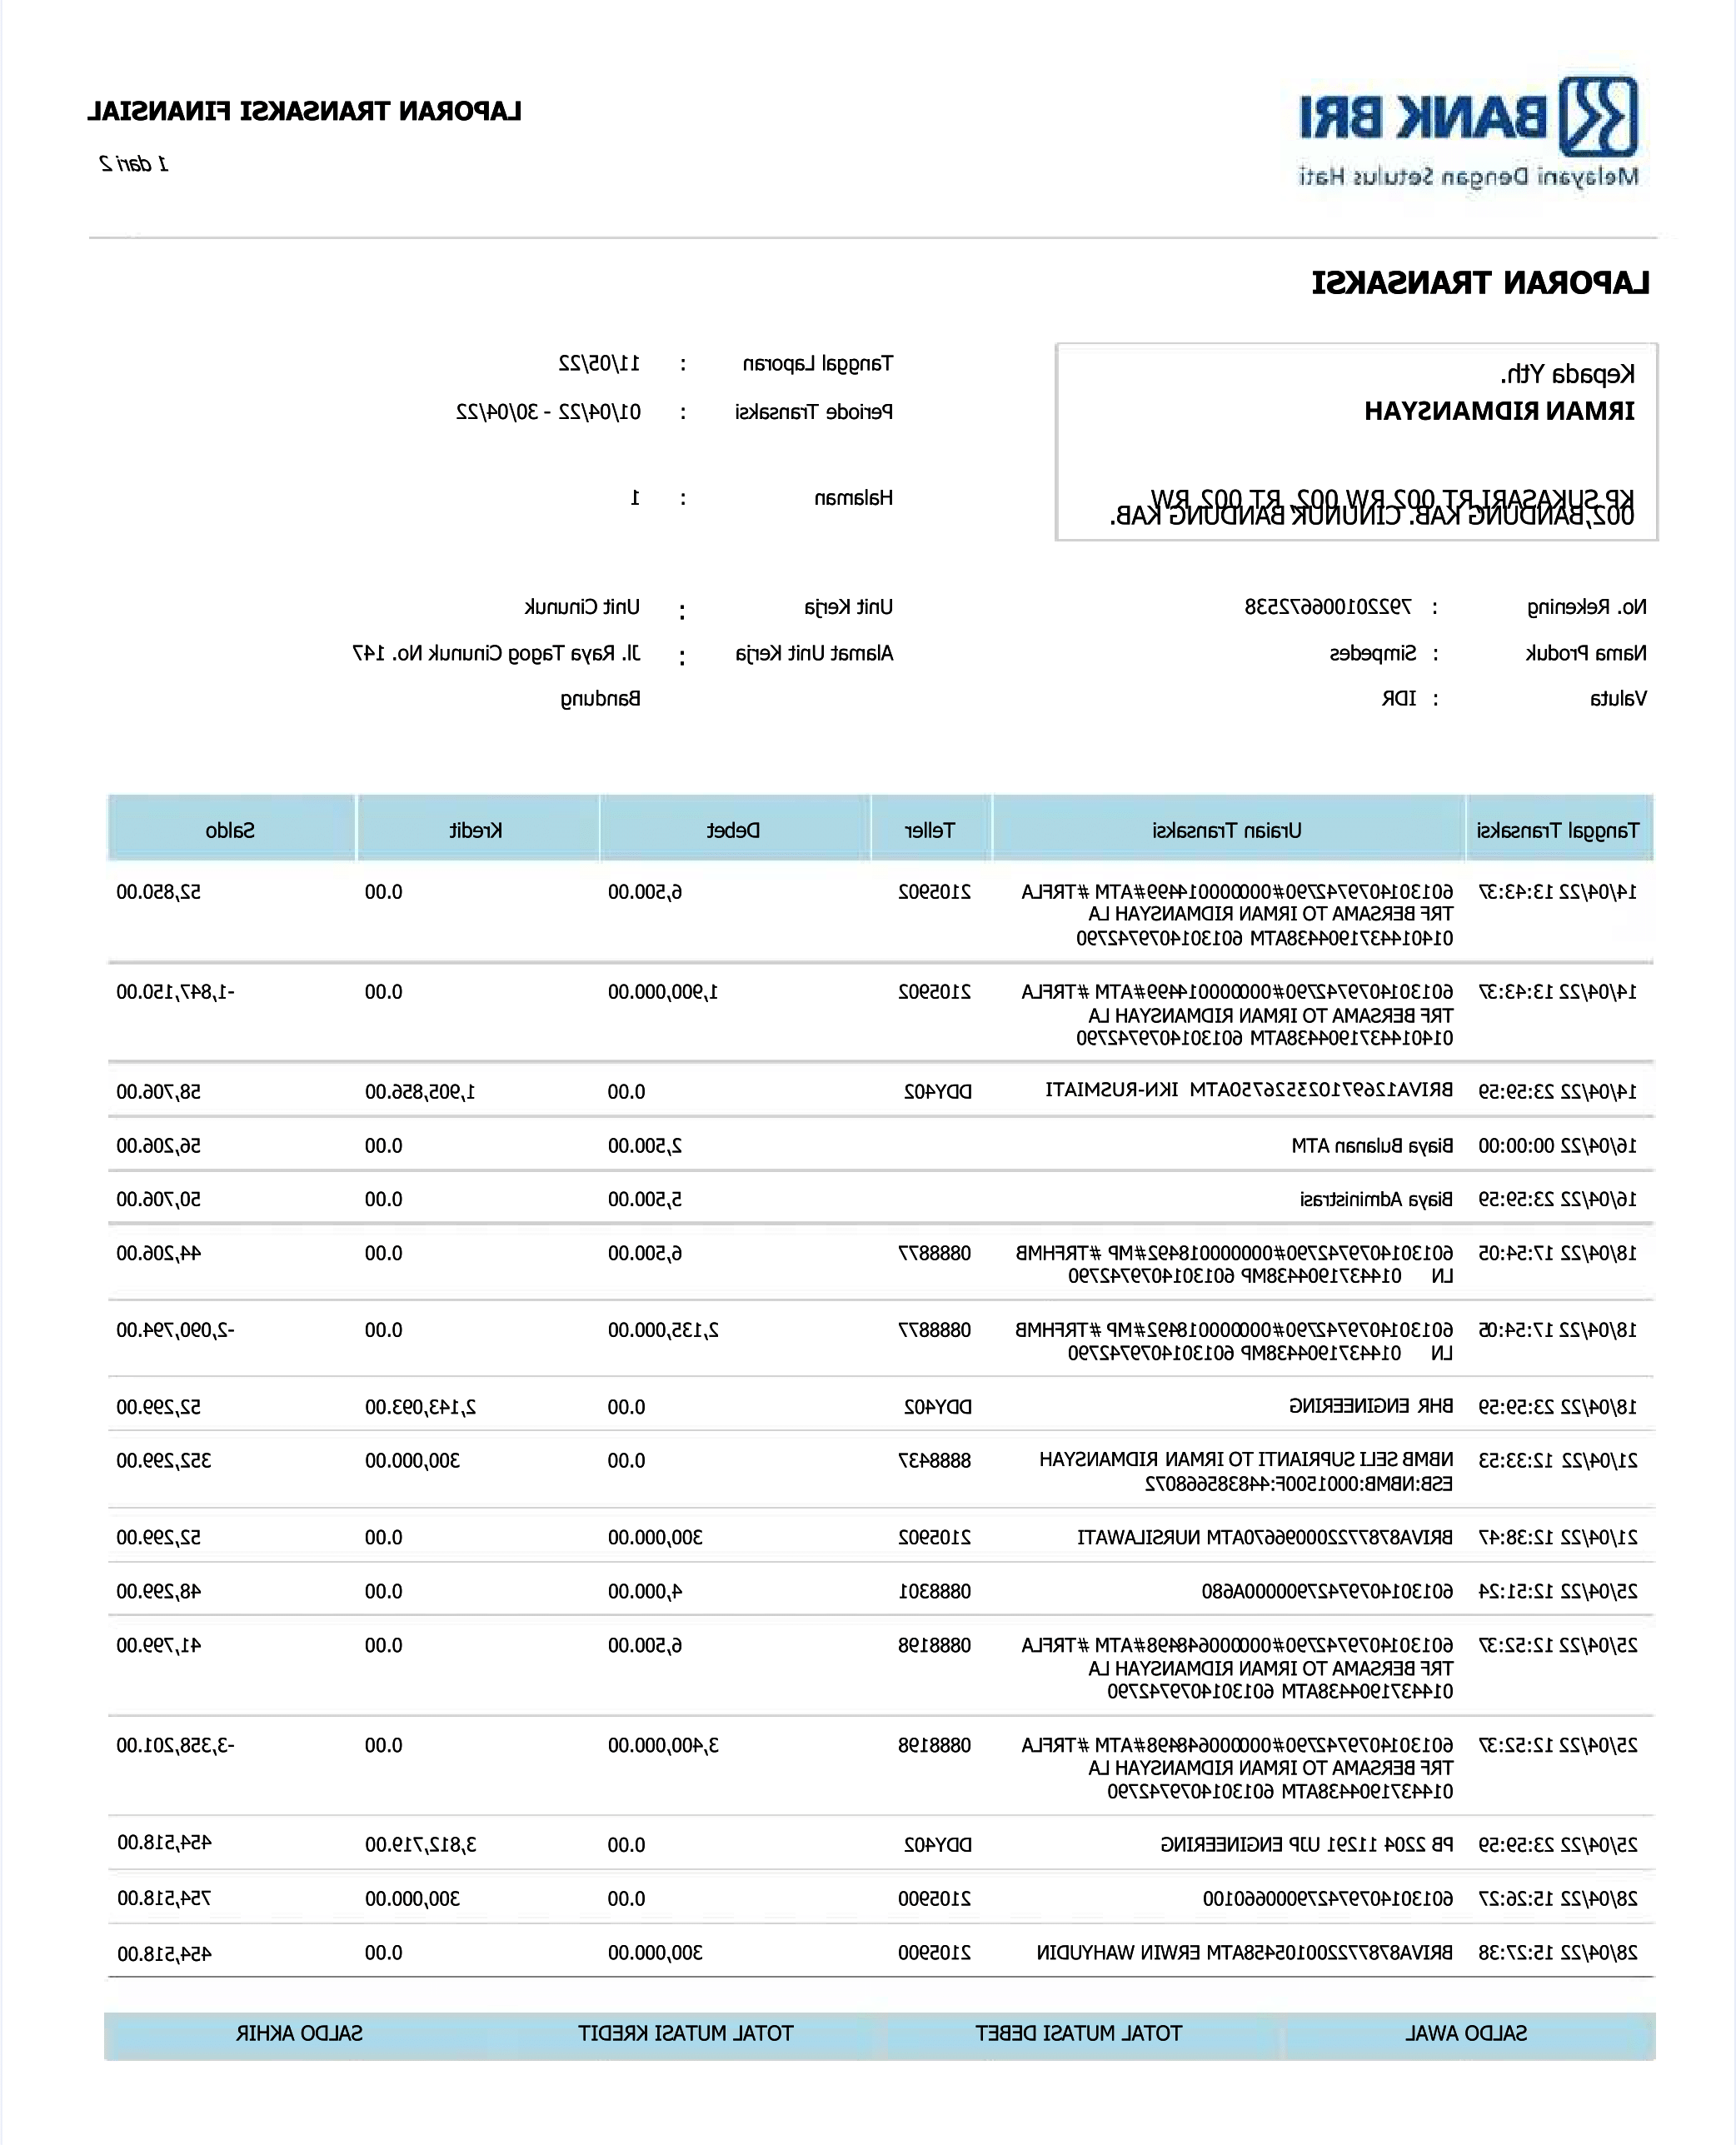 BANK BRI
Melayani Dengan Setulus Hati
LAPORAN TRANSAKSI FINANSIAL
1 dari 2
LAPORAN TRANSAKSI
Kepada Yth.
IRMAN RIDMANSYAH
KP SUKASARI RT 002 RW 002, RT 002, RW
002,BANDUNG KAB. CINUNUK, BANDUNG KAB.
Tanggal Laporan : 11/05/22
Periode Transaksi : 01/04/22 - 30/04/22
Halaman : 1
No. Rekening : 792201006672538
Nama Produk : Simpedes
Valuta : IDR
Unit Kerja : Unit Cinunuk
Alamat Unit Kerja : Jl. Raya Tagog Cinunuk No. 147
Bandung
Tanggal Transaksi Uraian Transaksi Teller Debet Kredit Saldo
14/04/22 13:43:37 6013014079742790#000000014499#ATM #TRFLA 2105902 6,500.00 0.00 52,850.00
TRF BERSAMA TO IRMAN RIDMANSYAH LA
0140144371904438ATM 6013014079742790
14/04/22 13:43:37 6013014079742790#000000014499#ATM #TRFLA 2105902 1,900,000.00 0.00 -1,847,150.00
TRF BERSAMA TO IRMAN RIDMANSYAH LA
0140144371904438ATM 6013014079742790
14/04/22 23:59:59 BRIVA126971023526750ATM IKN-RUSMIATI DDY402 0.00 1,905,856.00 58,706.00
16/04/22 00:00:00 Biaya Bulanan ATM 2,500.00 0.00 56,206.00
16/04/22 23:59:59 Biaya Administrasi 5,500.00 0.00 50,706.00
18/04/22 17:54:05 6013014079742790#000000018492#MP #TRFHMB 0888877 6,500.00 0.00 44,206.00
LN 0144371904438MP 6013014079742790
18/04/22 17:54:05 6013014079742790#000000018492#MP #TRFHMB 0888877 2,135,000.00 0.00 -2,090,794.00
LN 0144371904438MP 6013014079742790
18/04/22 23:59:59 BHR ENGINEERING DDY402 0.00 2,143,093.00 52,299.00
21/04/22 12:33:53 NBMB SELI SUPRIANTI TO IRMAN RIDMANSYAH 8888437 0.00 300,000.00 352,299.00
ESB:NBMB:0001500F:448385668072
21/04/22 12:38:47 BRIVA878772200096670ATM NURSILAWATI 2105902 300,000.00 0.00 52,299.00
25/04/22 12:51:24 6013014079742790000A680 0888301 4,000.00 0.00 48,299.00
25/04/22 12:52:37 6013014079742790#000000648498#ATM #TRFLA 0888198 6,500.00 0.00 41,799.00
TRF BERSAMA TO IRMAN RIDMANSYAH LA
0144371904438ATM 6013014079742790
25/04/22 12:52:37 6013014079742790#000000648498#ATM #TRFLA 0888198 3,400,000.00 0.00 -3,358,201.00
TRF BERSAMA TO IRMAN RIDMANSYAH LA
0144371904438ATM 6013014079742790
25/04/22 23:59:59 PB 2204 11291 UJP ENGINEERING DDY402 0.00 3,812,719.00 454,518.00
28/04/22 15:26:27 6013014079742790000660100 2105900 0.00 300,000.00 754,518.00
28/04/22 15:27:38 BRIVA878772200105458ATM ERWIN WAHYUDIN 2105900 300,000.00 0.00 454,518.00
SALDO AWAL TOTAL MUTASI DEBET TOTAL MUTASI KREDIT SALDO AKHIR